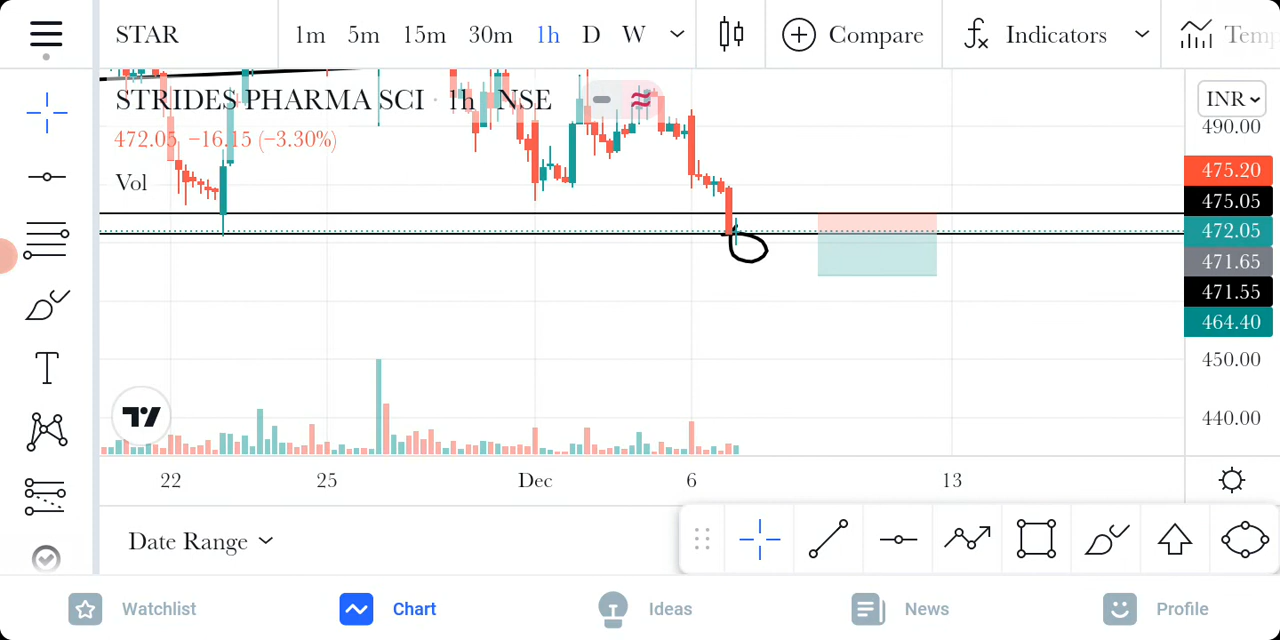 STAR 1m 5m 15m 30m 1h D W Compare fx Indicators
STRIDES PHARMA SCI · 1h NSE INR
472.05 −16.15 (−3.30%)
Vol
490.00
475.20
475.05
472.05
471.65
471.55
464.40
450.00
440.00
22 25 Dec 6 13
Date Range
Watchlist Chart Ideas News Profile